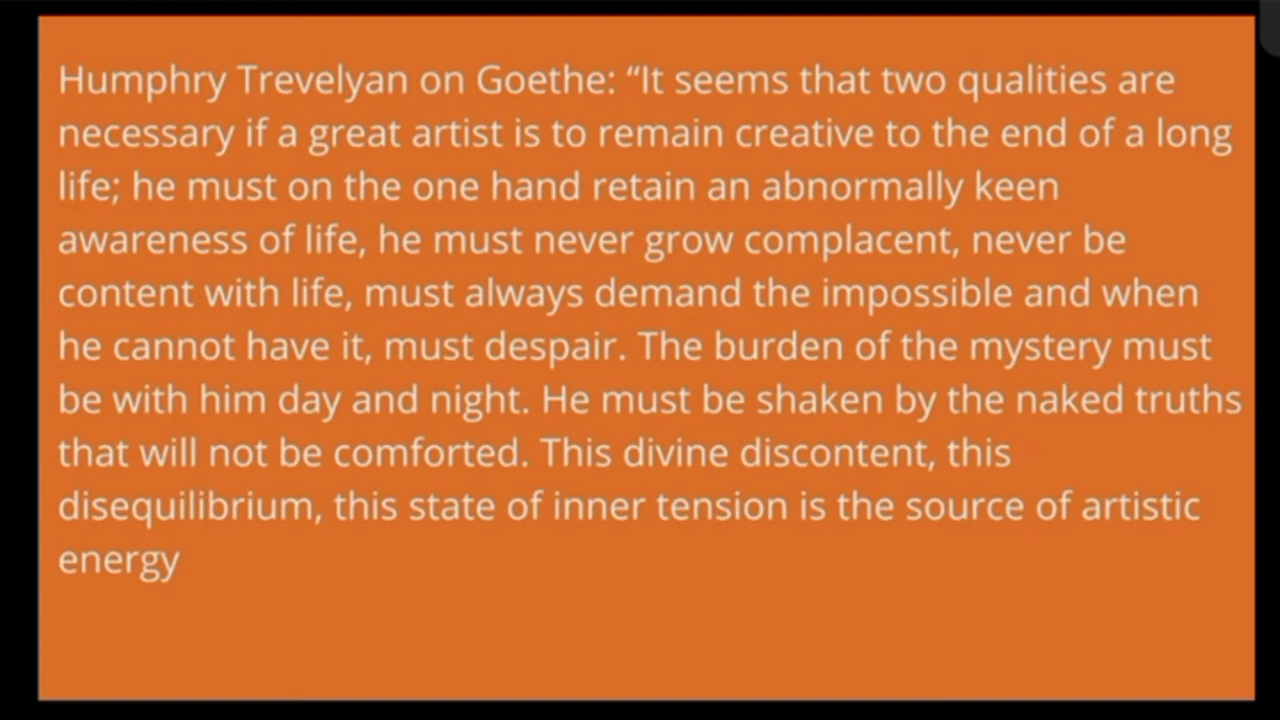 Humphry Trevelyan on Goethe: “It seems that two qualities are
necessary if a great artist is to remain creative to the end of a long
life; he must on the one hand retain an abnormally keen
awareness of life, he must never grow complacent, never be
content with life, must always demand the impossible and when
he cannot have it, must despair. The burden of the mystery must
be with him day and night. He must be shaken by the naked truths
that will not be comforted. This divine discontent, this
disequilibrium, this state of inner tension is the source of artistic
energy